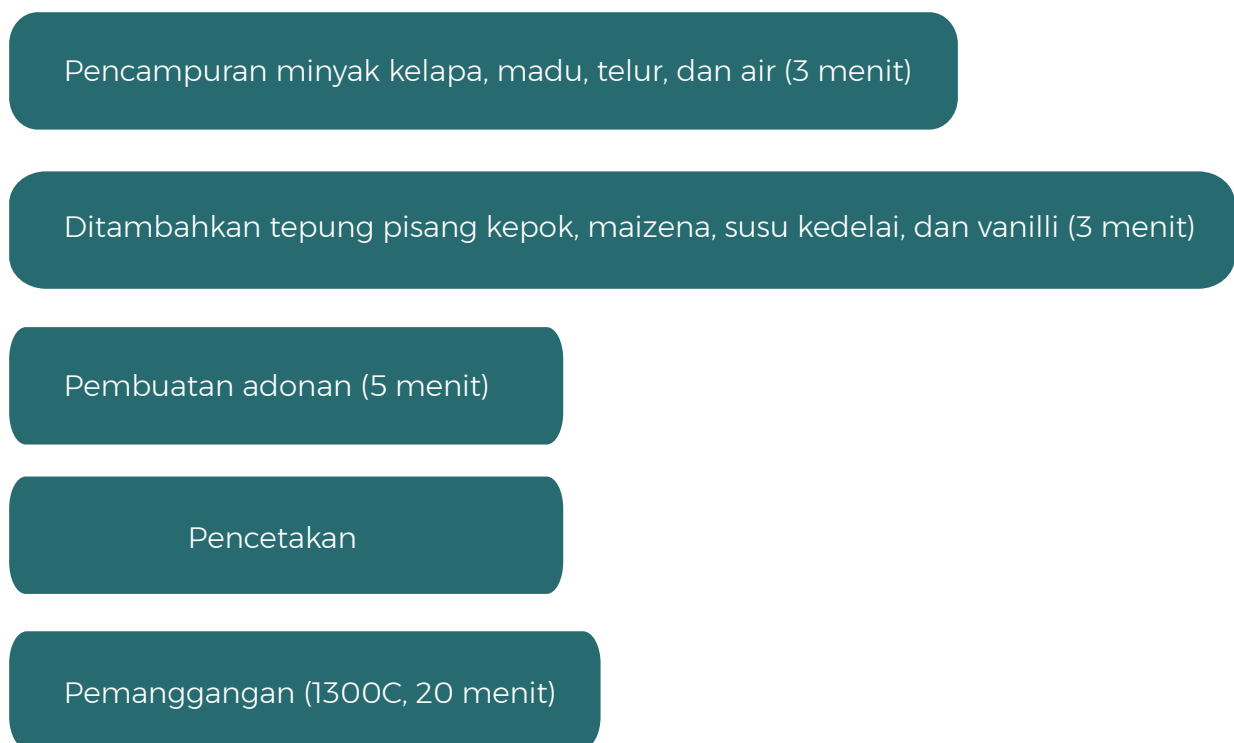 Pencampuran minyak kelapa, madu, telur, dan air (3 menit)
Ditambahkan tepung pisang kepok, maizena, susu kedelai, dan vanilli (3 menit)
Pembuatan adonan (5 menit)
Pencetakan
Pemanggangan (1300C, 20 menit)